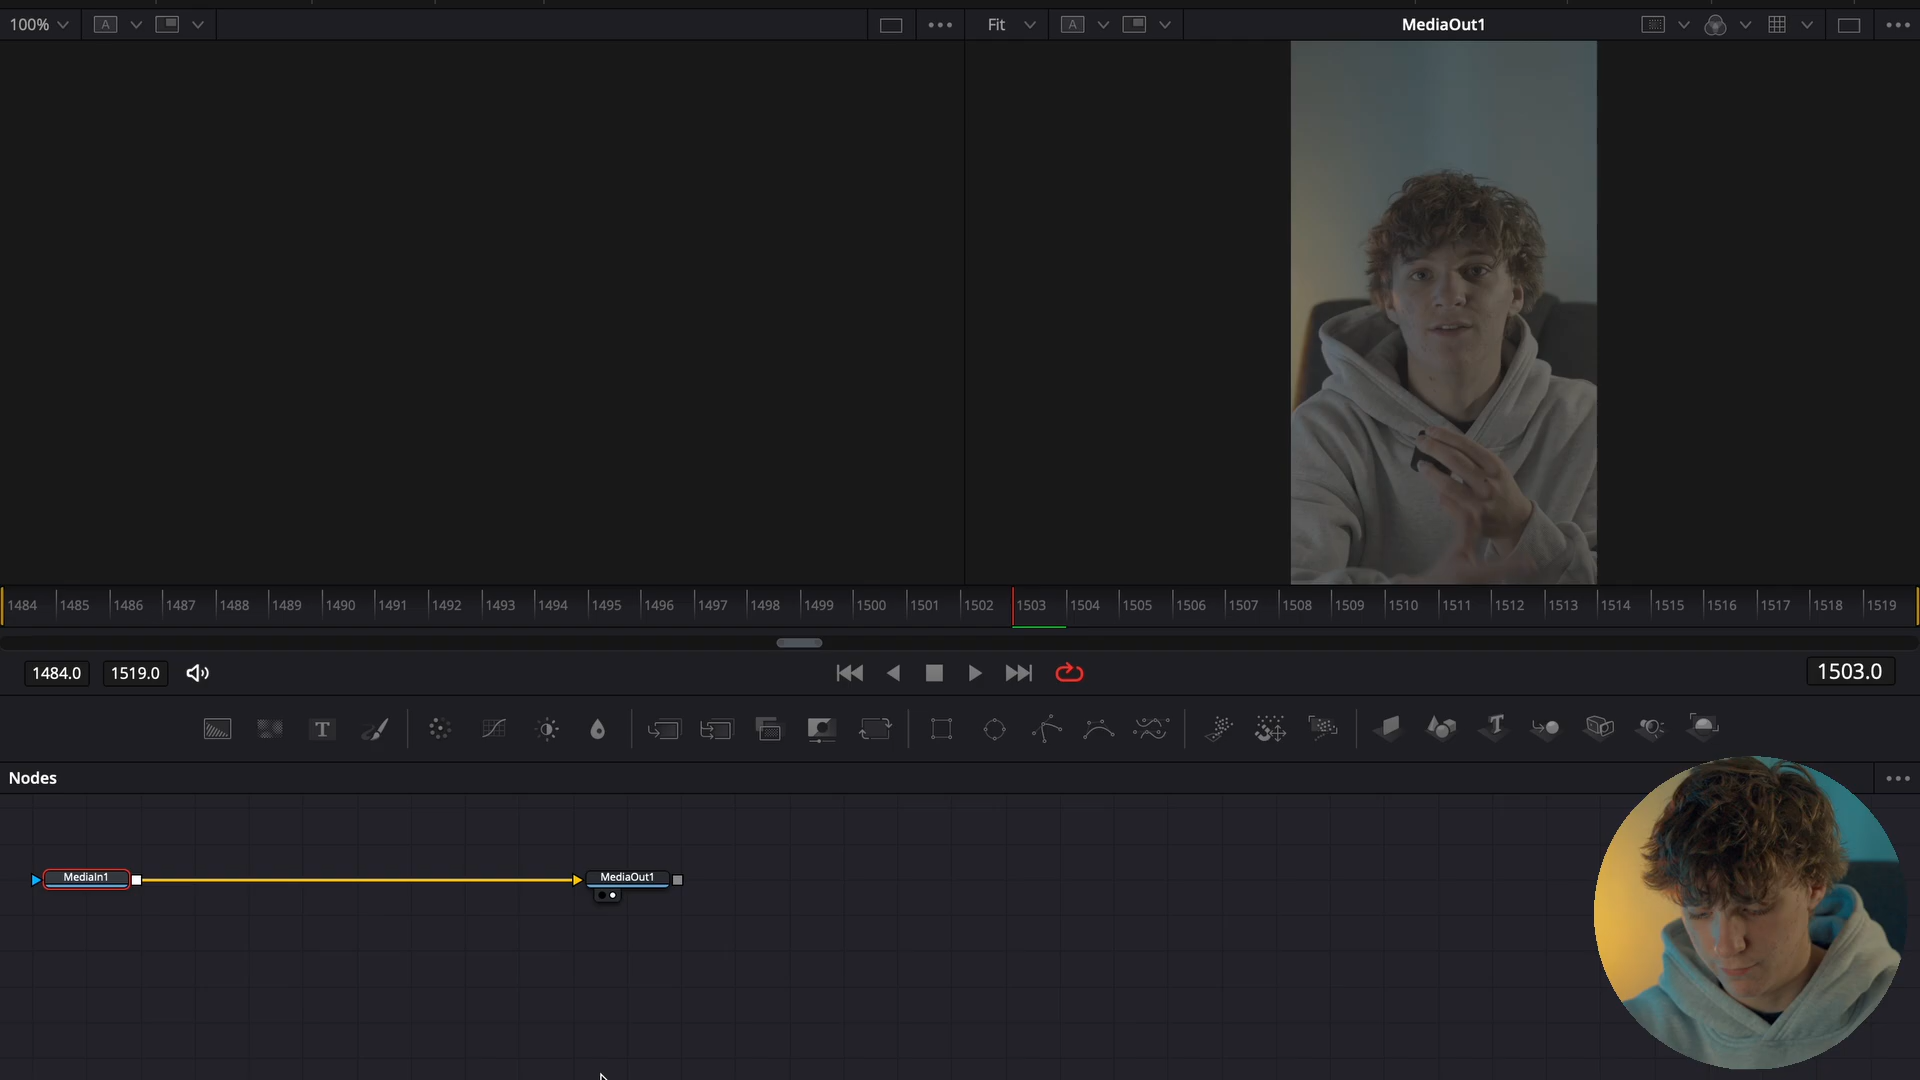 100%
A
Fit
A
MediaOut1
1484 1485 1486 1487 1488 1489 1490 1491 1492 1493 1494 1495 1496 1497 1498 1499 1500 1501 1502 1503 1504 1505 1506 1507 1508 1509 1510 1511 1512 1513 1514 1515 1516 1517 1518 1519
1484.0 1519.0 1503.0
T T
Nodes
MediaIn1 MediaOut1